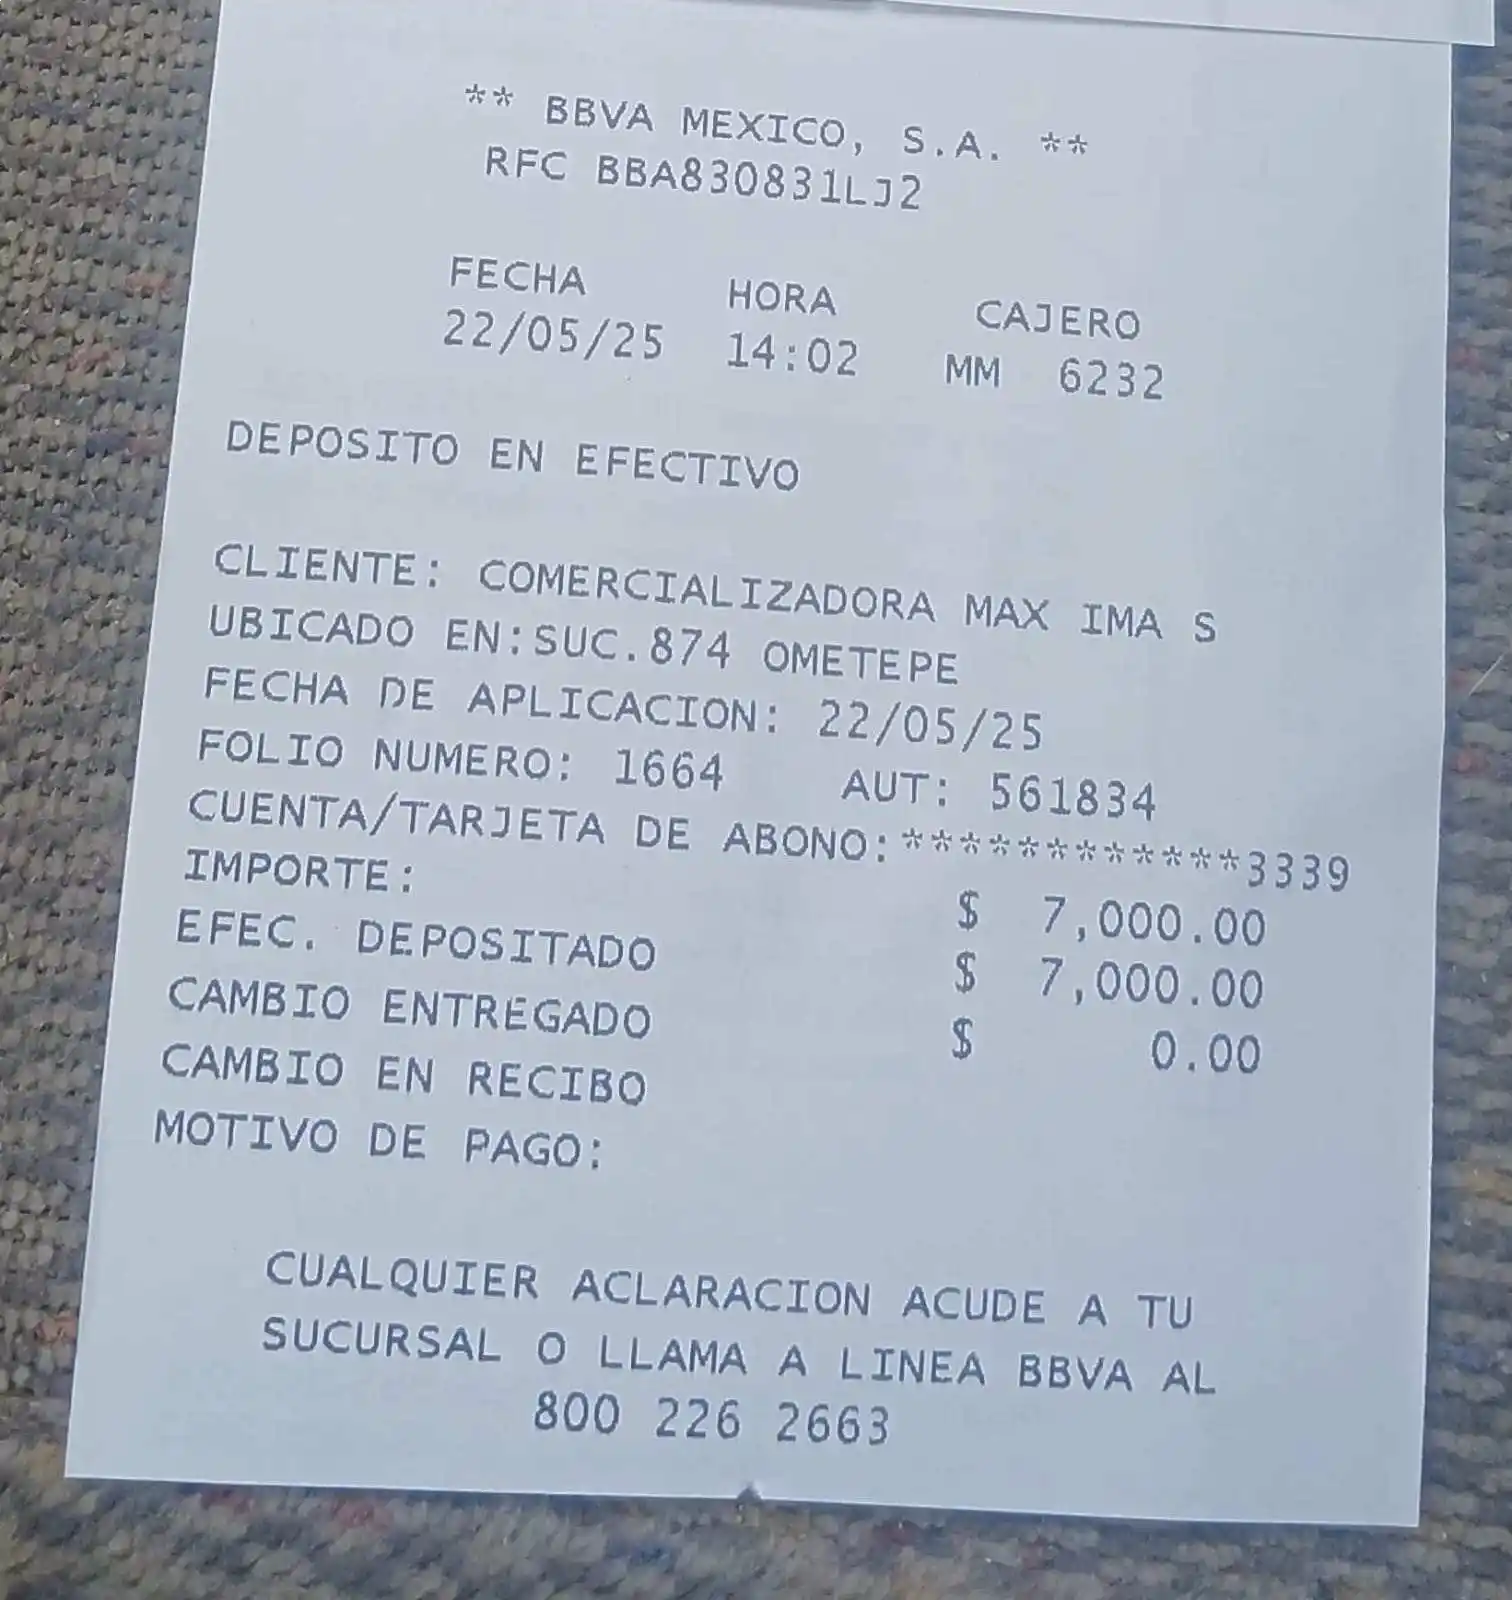 ** BBVA MEXICO, S.A. **
RFC BBA830831LJ2
FECHA HORA CAJERO
22/05/25 14:02 MM 6232
DEPOSITO EN EFECTIVO
CLIENTE: COMERCIALIZADORA MAX IMA S
UBICADO EN:SUC.874 OMETEPE
FECHA DE APLICACION: 22/05/25
FOLIO NUMERO: 1664 AUT: 561834
CUENTA/TARJETA DE ABONO:************3339
IMPORTE: $ 7,000.00
EFEC. DEPOSITADO $ 7,000.00
CAMBIO ENTREGADO $ 0.00
CAMBIO EN RECIBO
MOTIVO DE PAGO:
CUALQUIER ACLARACION ACUDE A TU
SUCURSAL O LLAMA A LINEA BBVA AL
800 226 2663